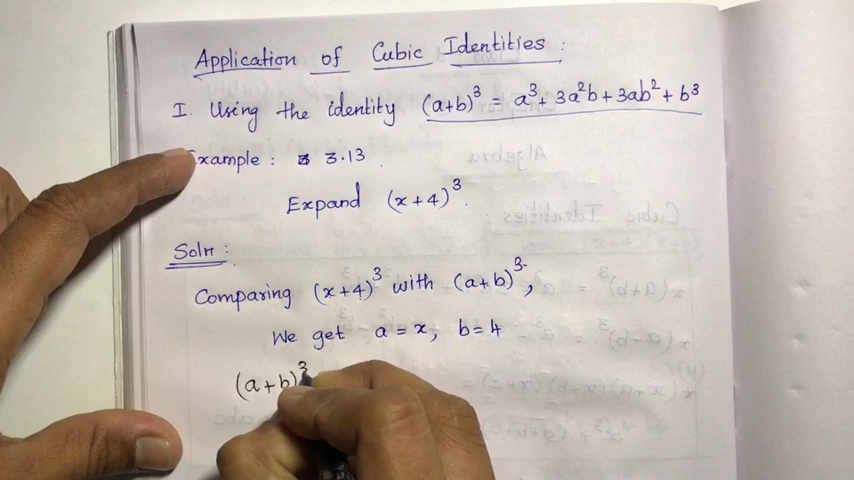 Application of Cubic Identities :
I. Using the identity (a+b)³ = a³ + 3a²b + 3ab² + b³
Example : 3.13
Expand (x+4)³.
Soln :
Comparing (x+4)³ with (a+b)³,
We get a = x, b = 4
(a+b)³